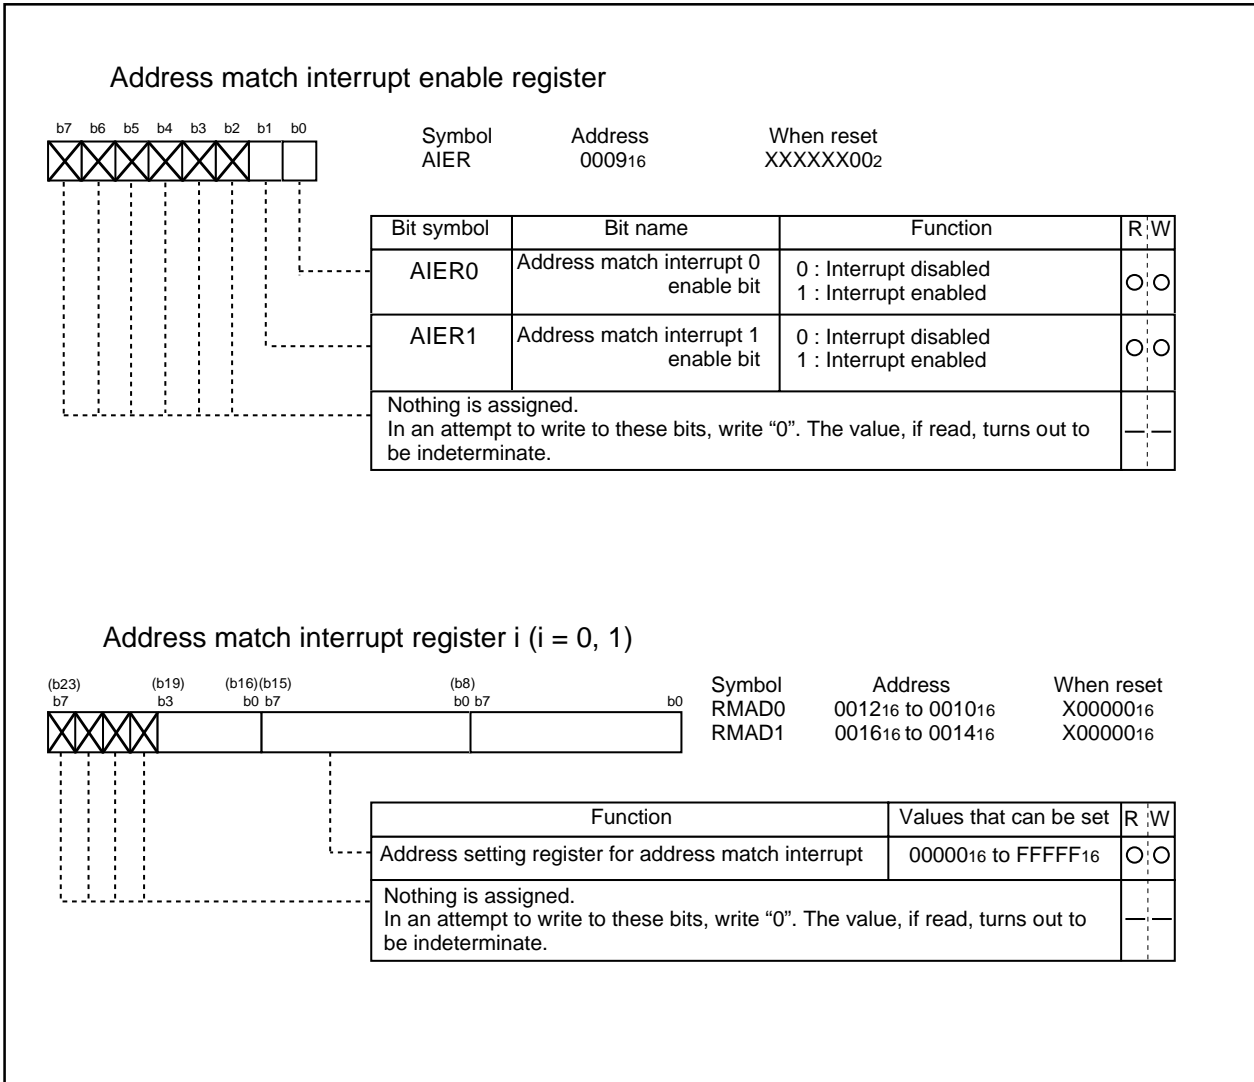 Address match interrupt enable register
b7 b6 b5 b4 b3 b2 b1 b0
Symbol Address When reset
AIER 000916 XXXXXX002
Bit symbol Bit name Function R W
AIER0 Address match interrupt 0 enable bit 0 : Interrupt disabled
1 : Interrupt enabled
AIER1 Address match interrupt 1 enable bit 0 : Interrupt disabled
1 : Interrupt enabled
Nothing is assigned.
In an attempt to write to these bits, write “0”. The value, if read, turns out to
be indeterminate.
Address match interrupt register i (i = 0, 1)
(b23) (b19) (b16)(b15) (b8)
b7 b3 b0 b7 b0 b7 b0
Symbol Address When reset
RMAD0 001216 to 001016 X0000016
RMAD1 001616 to 001416 X0000016
Function Values that can be set R W
Address setting register for address match interrupt 0000016 to FFFFF16
Nothing is assigned.
In an attempt to write to these bits, write “0”. The value, if read, turns out to
be indeterminate.